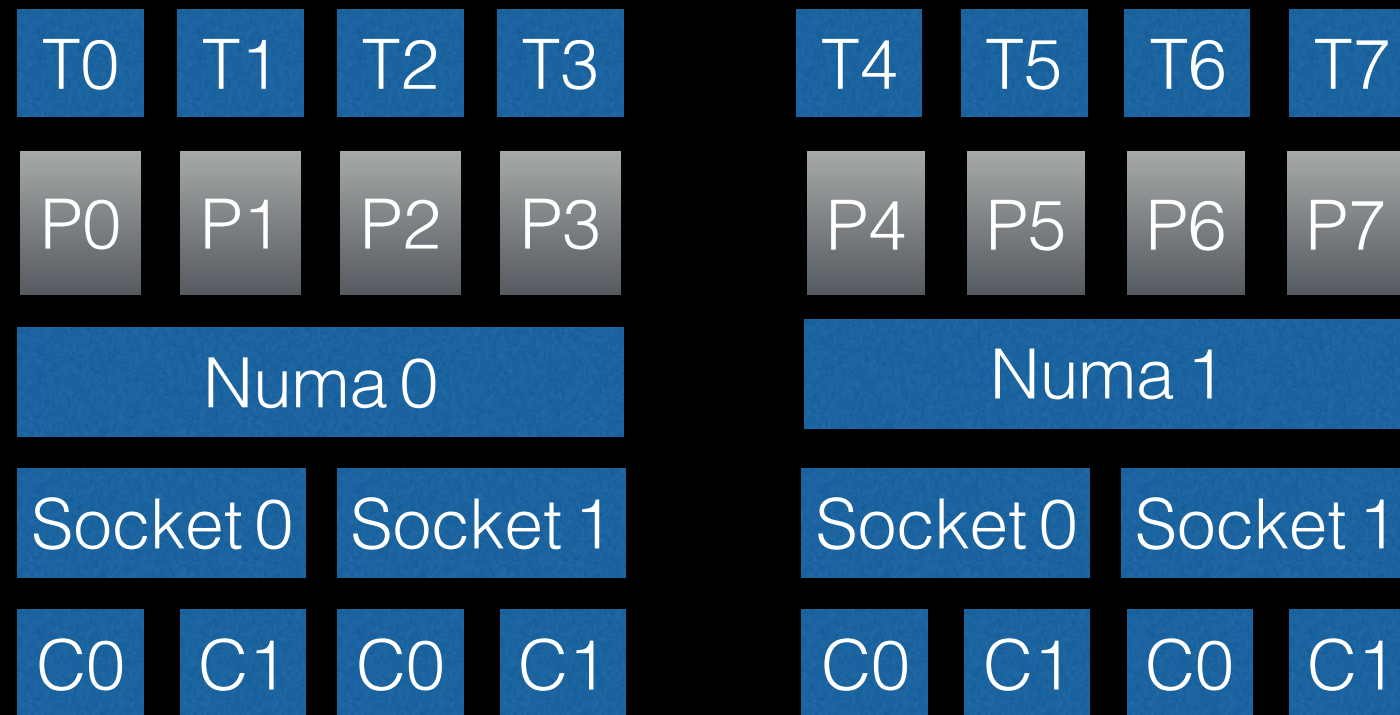 T0 T1 T2 T3 T4 T5 T6 T7
P0 P1 P2 P3 P4 P5 P6 P7
Numa 0 Numa 1
Socket 0 Socket 1 Socket 0 Socket 1
C0 C1 C0 C1 C0 C1 C0 C1